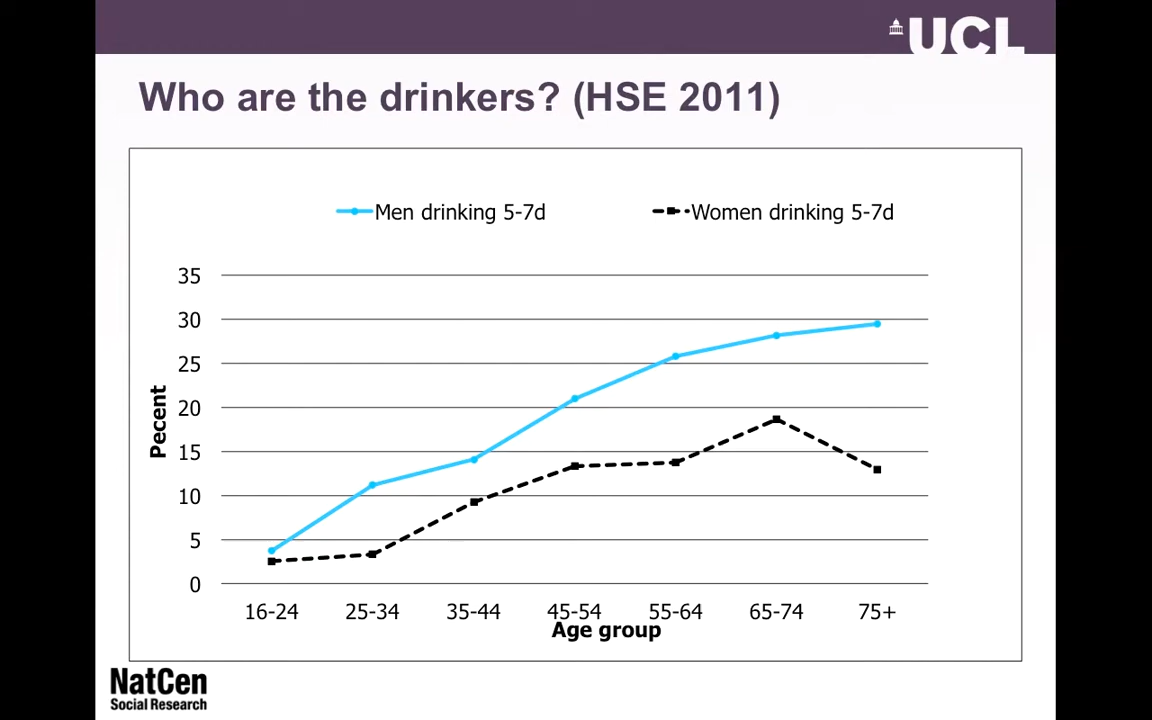 UCL
Who are the drinkers? (HSE 2011)
Men drinking 5-7d
Women drinking 5-7d
35
30
25
20
15
10
5
0
Pecent
16-24 25-34 35-44 45-54 55-64 65-74 75+
Age group
NatCen
Social Research